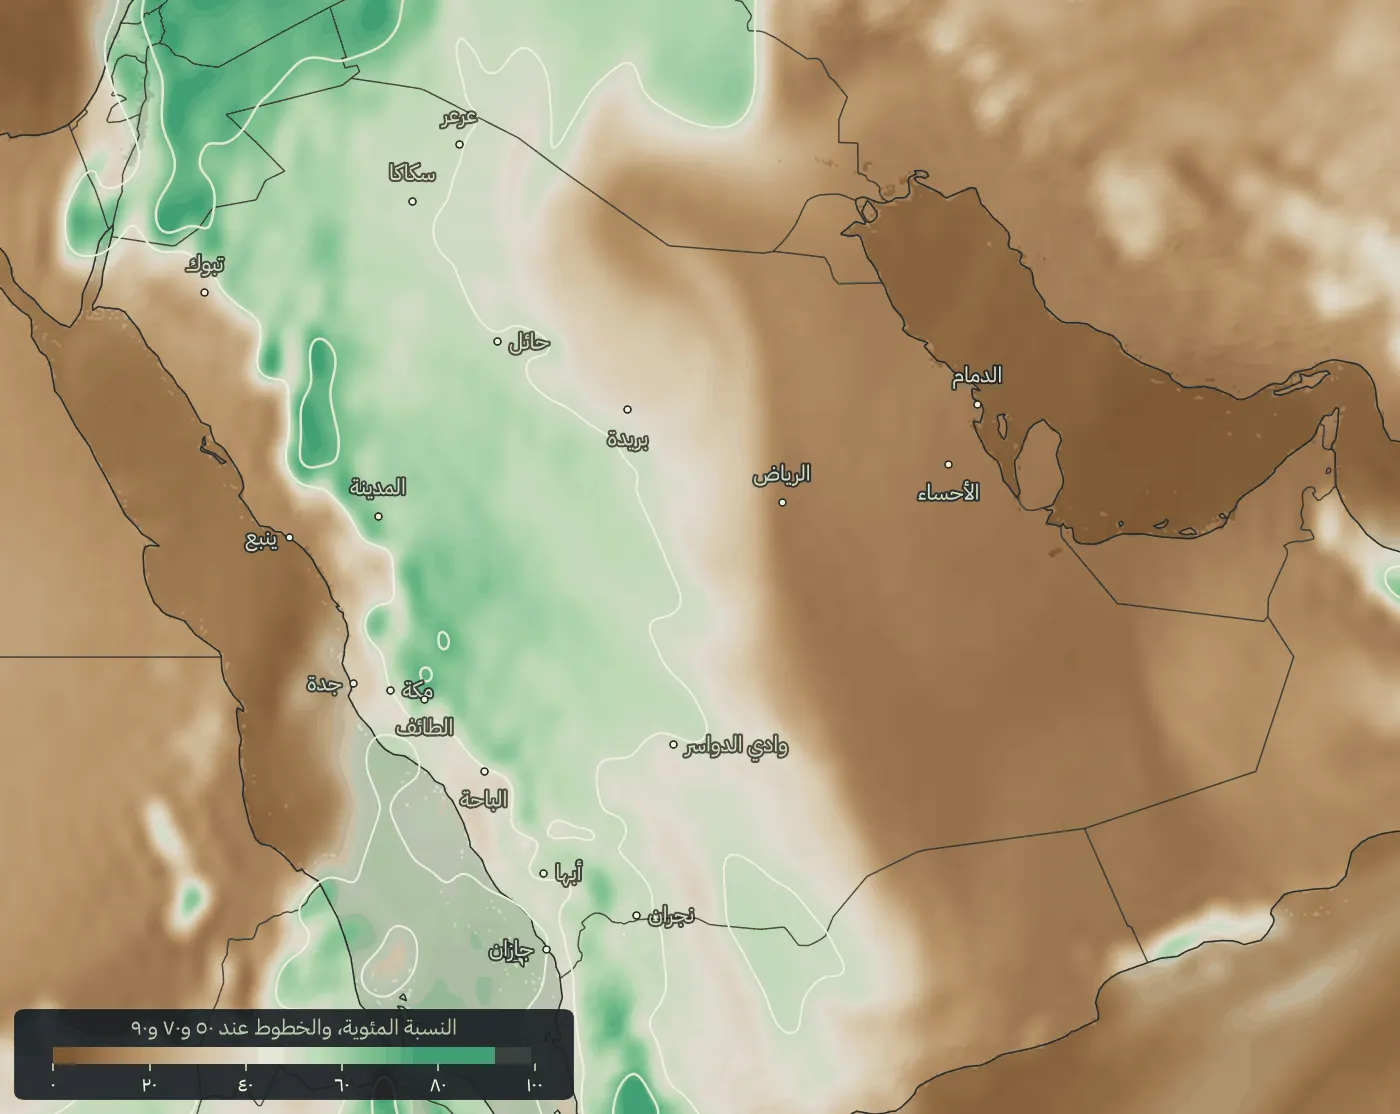 عرعر
سكاكا
تبوك
حائل
الدمام
بريدة
الرياض
المدينة
الأحساء
ينبع
جدة
مكة
الطائف
وادي الدواسر
الباحة
أبها
نجران
جازان
النسبة المئوية، والخطوط عند ٥٠ و٧٠ و٩٠
٠ ٢٠ ٤٠ ٦٠ ٨٠ ١٠٠